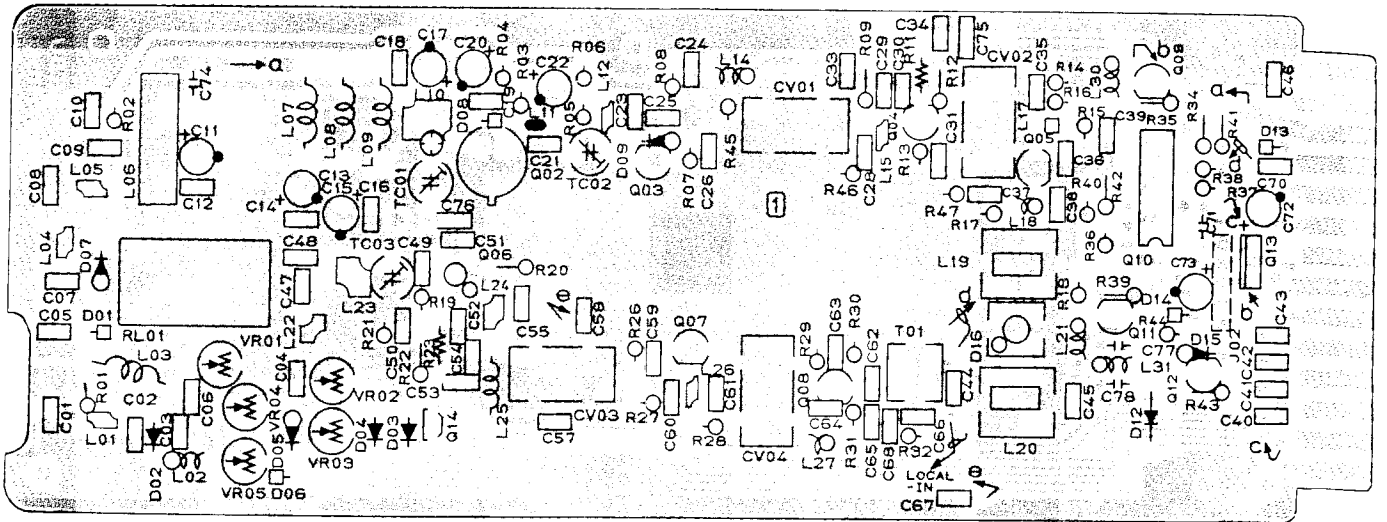 C10
R02
C74
→a
L07
L08
L09
C18
C17
C20
R04
R03
R06
C22
L12
R08
C24
L14
CV01
C33
R09
C29
C30
R11
C34
C75
R12
CV02
C35
R14
R16
L30
Q09
R15
C39
R35
R34
a
R41
D13
C46
C09
L05
L06
C11
C12
C08
D08
C19
L11
R05
C23
C25
C21
Q02
TC02
D09
Q03
R07
C26
R45
R46
C28
L15
Q04
R13
C31
L17
Q05
C36
R40
R42
R38
R37
a
C70
C72
C13
C15
C16
C14
TC01
C76
1
R47
R17
C37
L18
C38
R36
Q10
C71
C
Q13
L04
D07
C48
TC03
C49
C51
Q06
R20
L19
C73
C07
C47
L23
R19
C52
L24
C55
e
C58
a
R18
R39
D14
R44
C43
C05
D01
RL01
L22
R21
C50
R22
R23
C54
R26
C59
Q07
R29
C63
R30
C62
T01
D16
L21
Q11
C77
D15
J02
C42
L03
VR01
C04
VR02
C53
L25
CV03
L26
C61
Q08
C44
L31
C78
Q12
C41
R01
C01
L01
C03
C06
VR04
D05
VR03
D04
D03
Q14
C57
R27
C60
R28
CV04
C64
R31
C65
C68
R32
C66
L20
C45
D12
R43
C40
D02
L02
VR05
D06
L27
LOCAL
-IN
e
C67
C